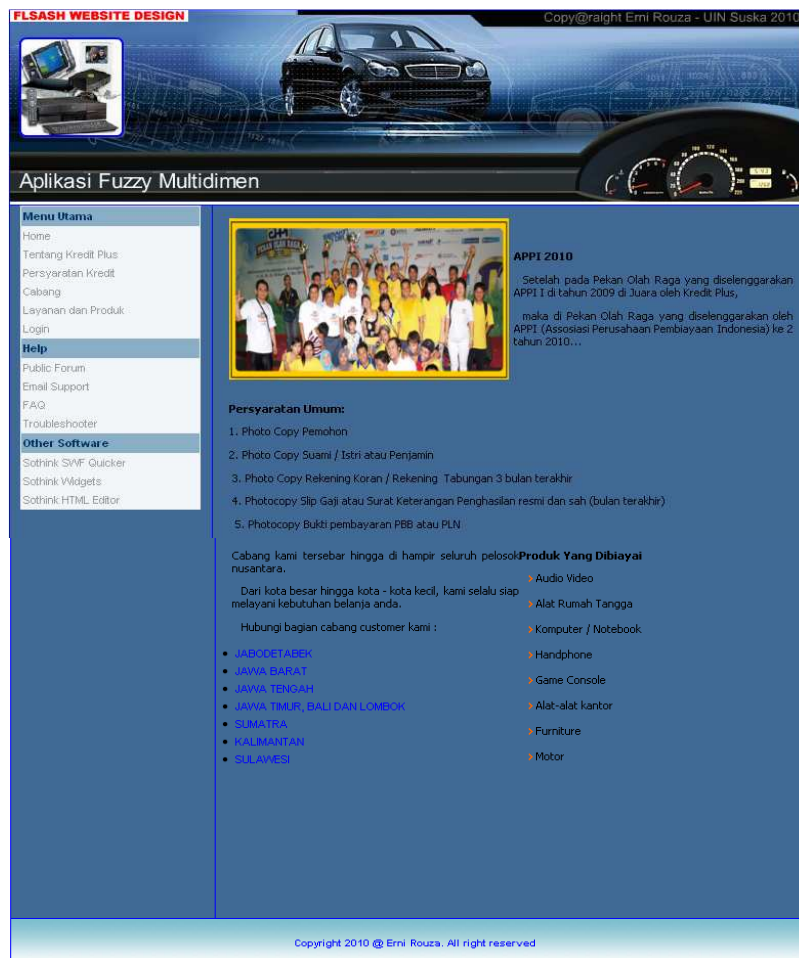 FLSASH WEBSITE DESIGN
Copy@raight Erni Rouza - UIN Suska 2010
Aplikasi Fuzzy Multidimen
Menu Utama
Home
Tentang Kredit Plus
Persyaratan Kredit
Cabang
Layanan dan Produk
Login
Help
Public Forum
Email Support
FAQ
Troubleshooter
Other Software
Sothink SWF Quicker
Sothink Widgets
Sothink HTML Editor
APPI 2010
Setelah pada Pekan Olah Raga yang diselenggarakan
APPI I di tahun 2009 di Juara oleh Kredit Plus,
maka di Pekan Olah Raga yang diselenggarakan oleh
APPI (Assosiasi Perusahaan Pembiayaan Indonesia) ke 2
tahun 2010...
Persyaratan Umum:
1. Photo Copy Pemohon
2. Photo Copy Suami / Istri atau Penjamin
3. Photo Copy Rekening Koran / Rekening Tabungan 3 bulan terakhir
4. Photocopy Slip Gaji atau Surat Keterangan Penghasilan resmi dan sah (bulan terakhir)
5. Photocopy Bukti pembayaran PBB atau PLN
Cabang kami tersebar hingga di hampir seluruh pelosok
nusantara.
Dari kota besar hingga kota - kota kecil, kami selalu siap
melayani kebutuhan belanja anda.
Hubungi bagian cabang customer kami :
JABODETABEK
JAWA BARAT
JAWA TENGAH
JAWA TIMUR, BALI DAN LOMBOK
SUMATRA
KALIMANTAN
SULAWESI
Produk Yang Dibiayai
Audio Video
Alat Rumah Tangga
Komputer / Notebook
Handphone
Game Console
Alat-alat kantor
Furniture
Motor
Copyright 2010 @ Erni Rouza. All right reserved